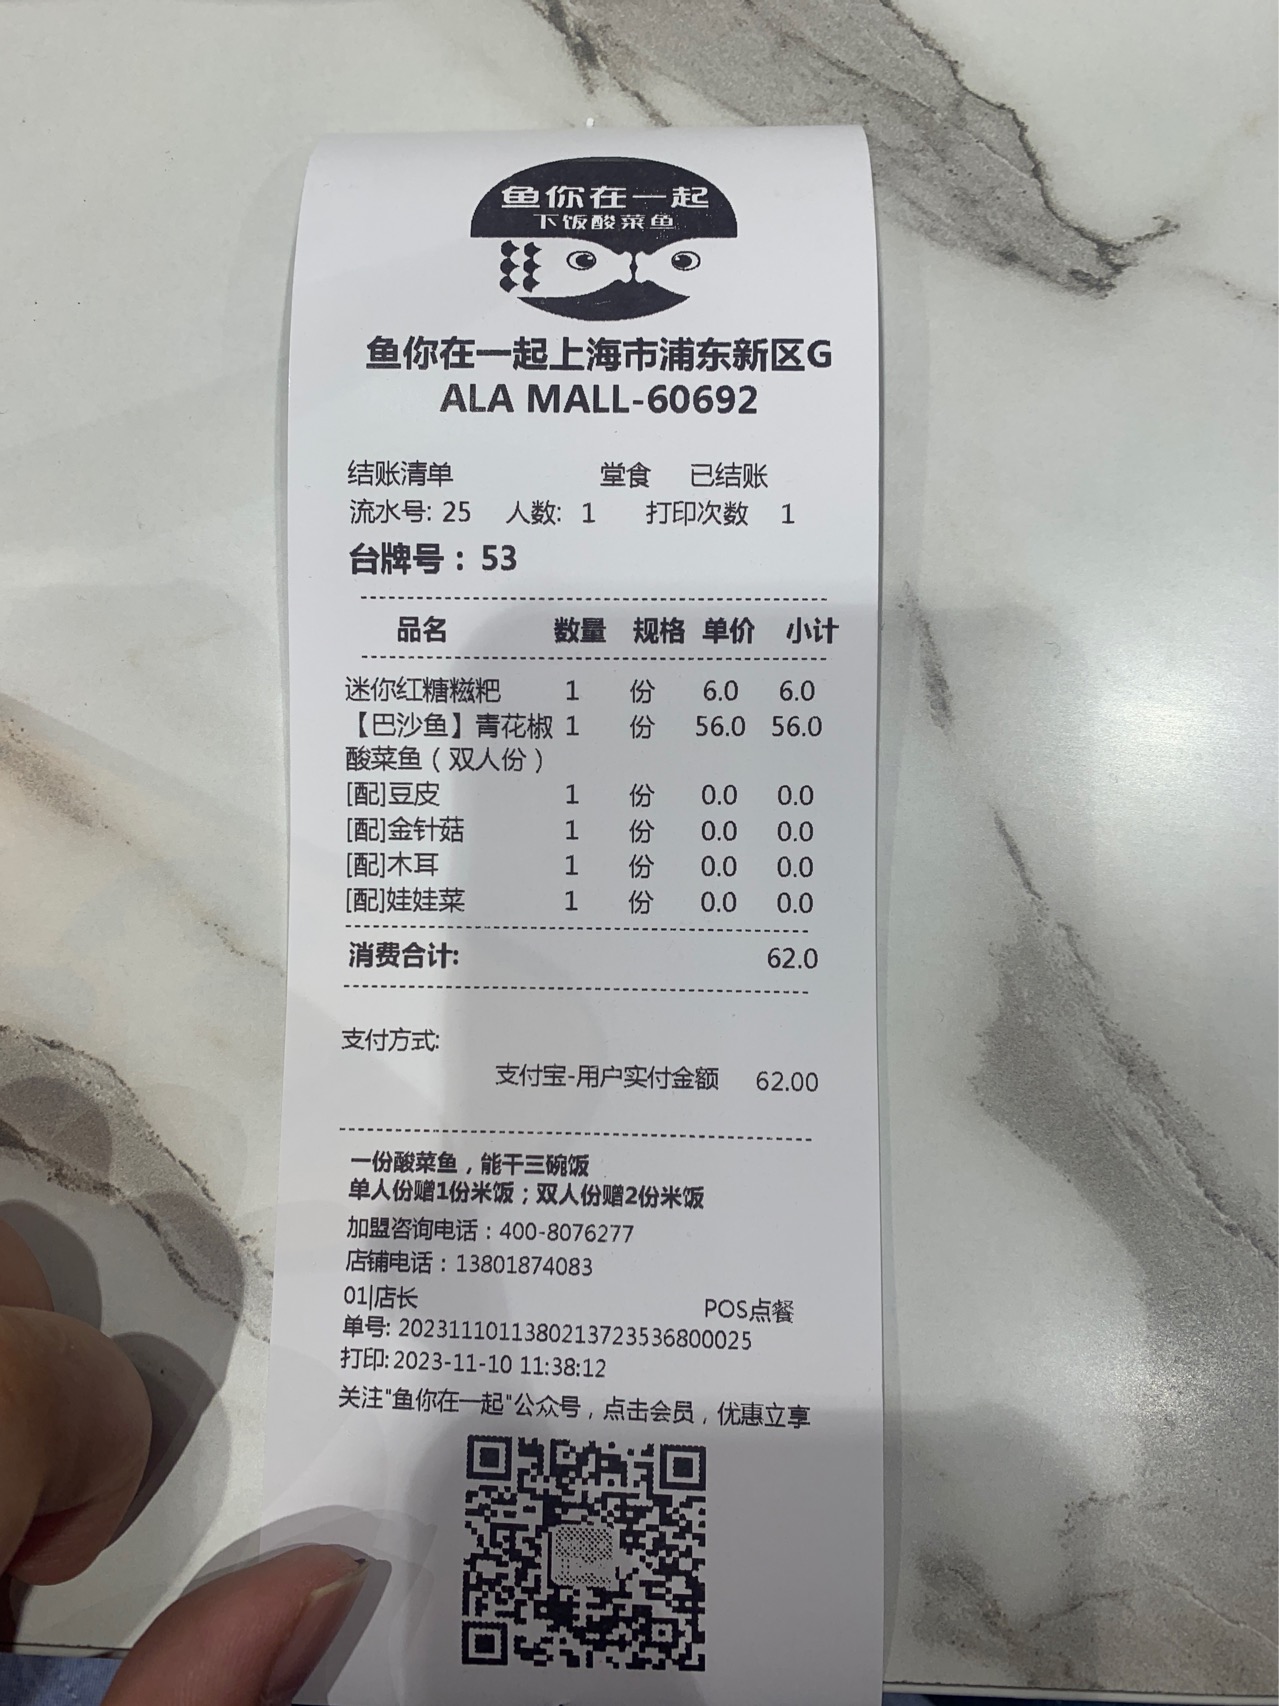 鱼你在一起
下饭酸菜鱼
鱼你在一起上海市浦东新区G
ALA MALL-60692
结账清单 堂食 已结账
流水号: 25 人数: 1 打印次数 1
台牌号：53
品名 数量 规格 单价 小计
迷你红糖糍粑 1 份 6.0 6.0
【巴沙鱼】青花椒 1 份 56.0 56.0
酸菜鱼（双人份）
[配]豆皮 1 份 0.0 0.0
[配]金针菇 1 份 0.0 0.0
[配]木耳 1 份 0.0 0.0
[配]娃娃菜 1 份 0.0 0.0
消费合计: 62.0
支付方式:
支付宝-用户实付金额 62.00
一份酸菜鱼，能干三碗饭
单人份赠1份米饭；双人份赠2份米饭
加盟咨询电话：400-8076277
店铺电话：13801874083
01|店长 POS点餐
单号: 2023111011380213723536800025
打印: 2023-11-10 11:38:12
关注"鱼你在一起"公众号，点击会员，优惠立享